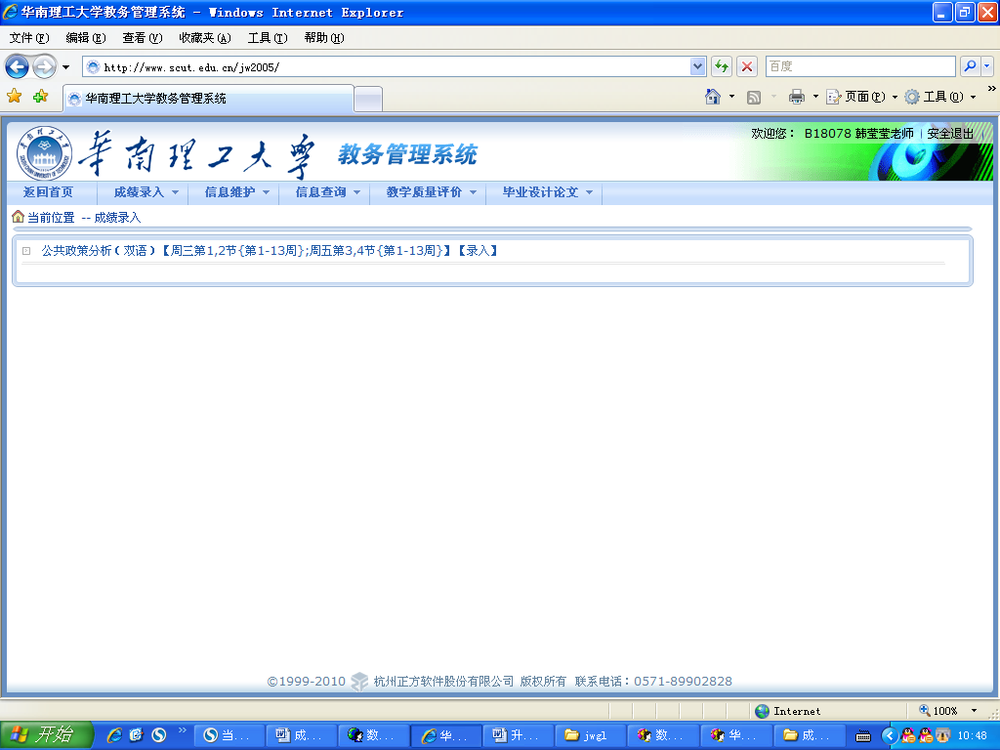 华南理工大学教务管理系统 - Windows Internet Explorer
文件(F) 编辑(E) 查看(V) 收藏夹(A) 工具(T) 帮助(H)
http://www.scut.edu.cn/jw2005/ 百度
华南理工大学教务管理系统 页面(P) 工具(O) »
欢迎您： B18078 韩莹莹老师 | 安全退出
华南理工大学 教务管理系统
返回首页 成绩录入 信息维护 信息查询 教学质量评价 毕业设计论文
当前位置 -- 成绩录入
公共政策分析（双语）【周三第1,2节{第1-13周};周五第3,4节{第1-13周}】【录入】
©1999-2010 杭州正方软件股份有限公司 版权所有 联系电话：0571-89902828
Internet 100%
开始 » 当... 成... 数... 华... 升... jwgl 数... 华... 成... 10:48